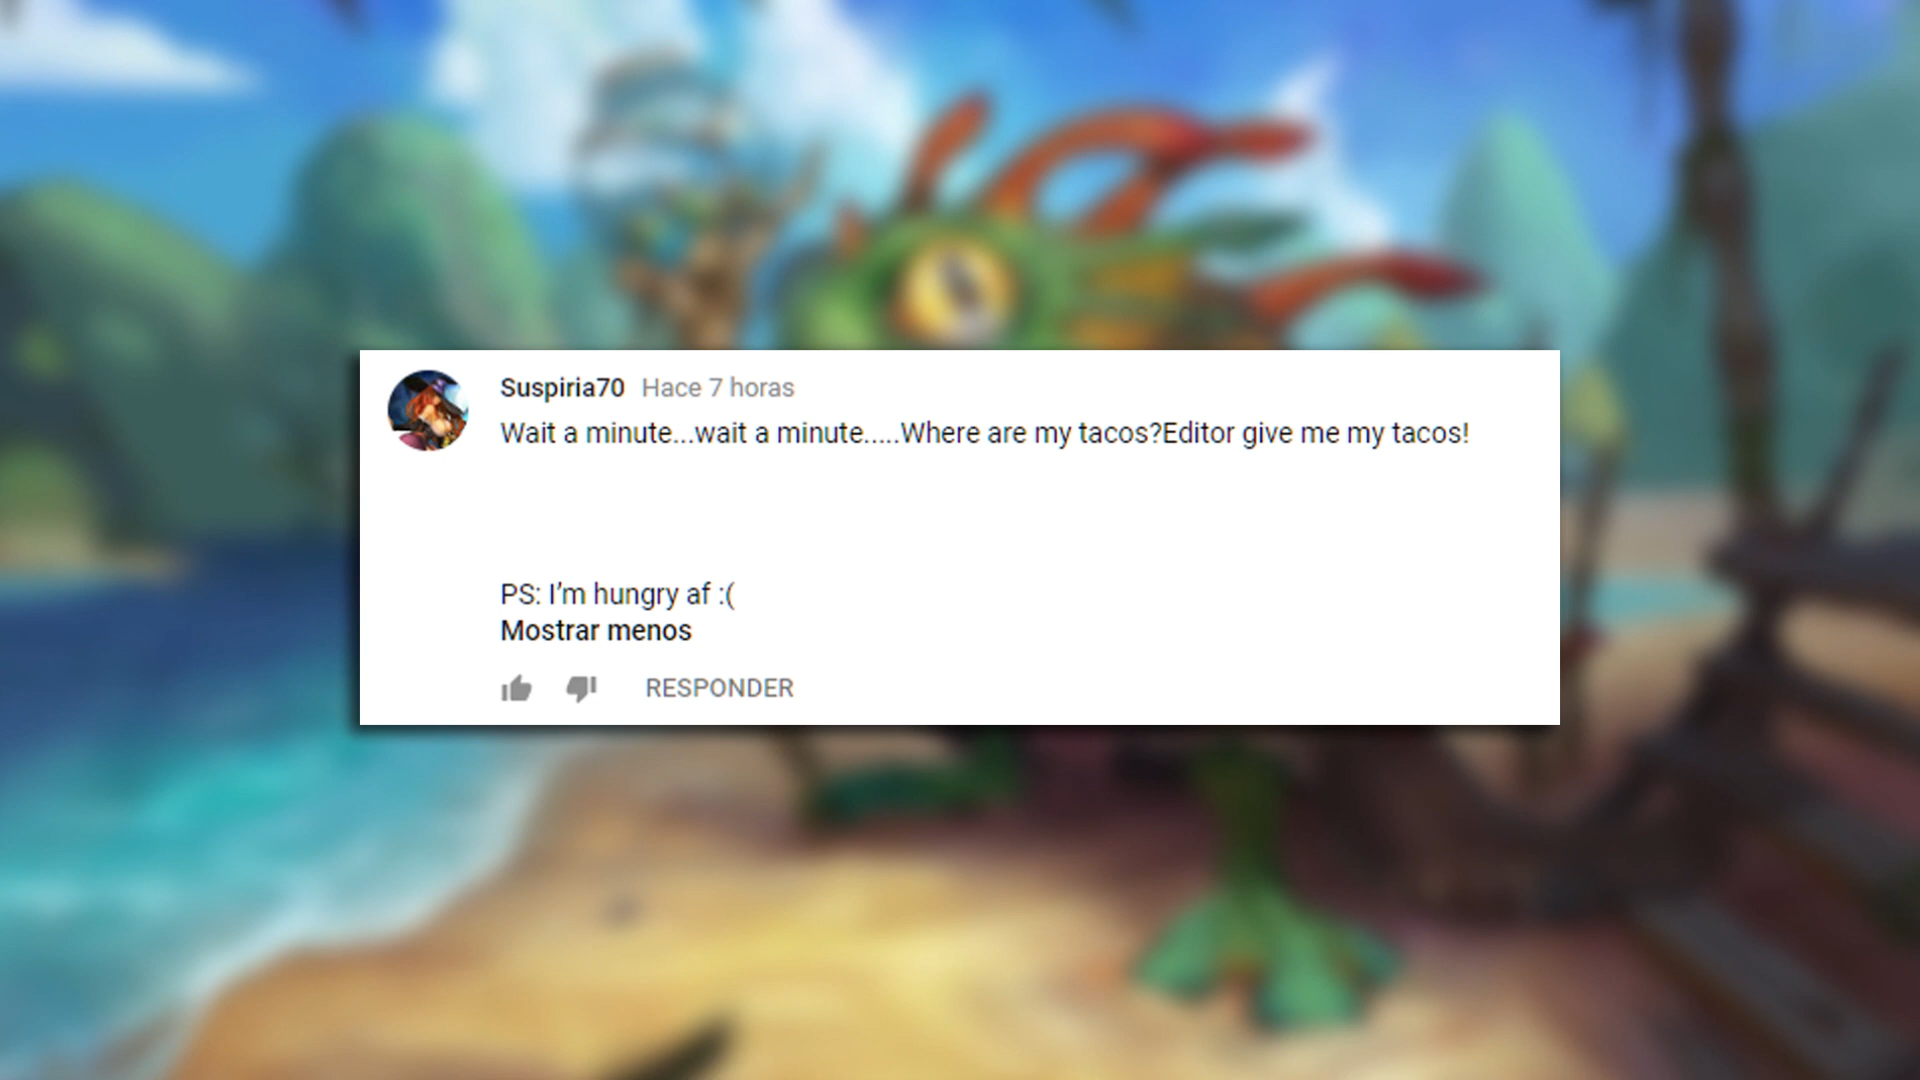 Suspiria70 Hace 7 horas
Wait a minute...wait a minute.....Where are my tacos?Editor give me my tacos!
PS: I’m hungry af :(
Mostrar menos
RESPONDER